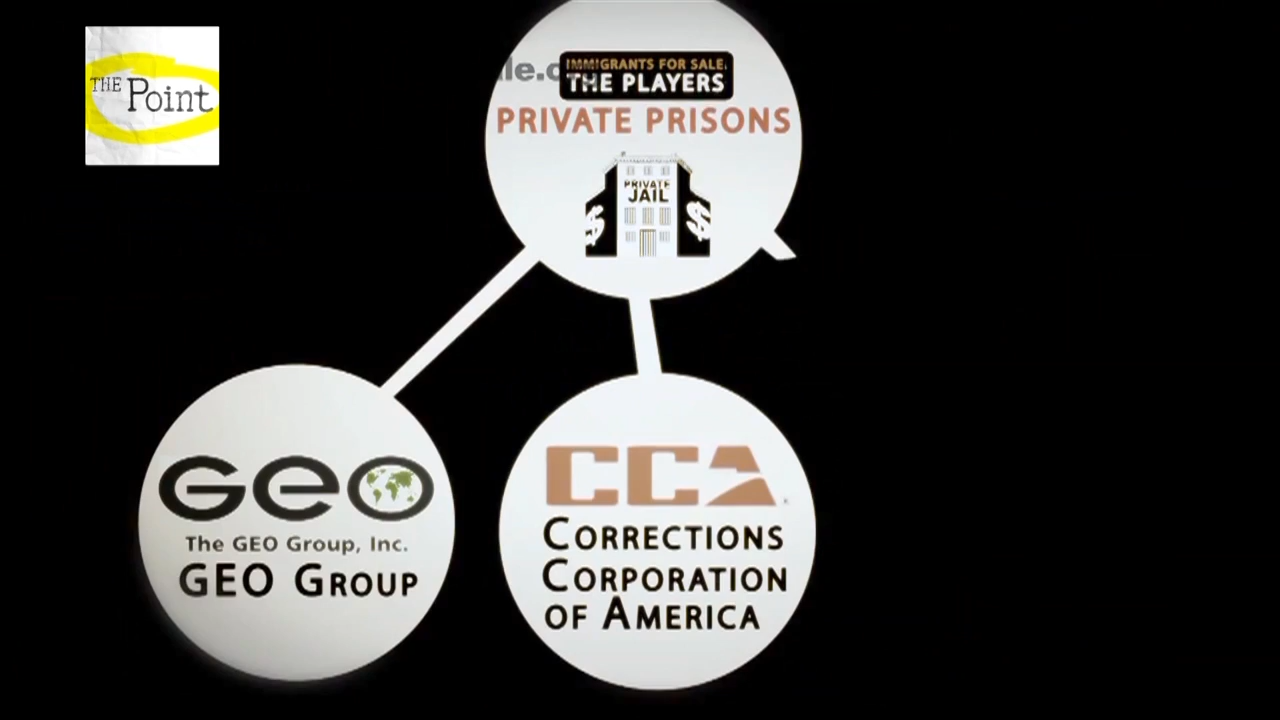 THE Point
le.o
IMMIGRANTS FOR SALE:
THE PLAYERS
PRIVATE PRISONS
PRIVATE
JAIL
$ $
GEO
The GEO Group, Inc.
GEO GROUP
CCA
CORRECTIONS
CORPORATION
OF AMERICA